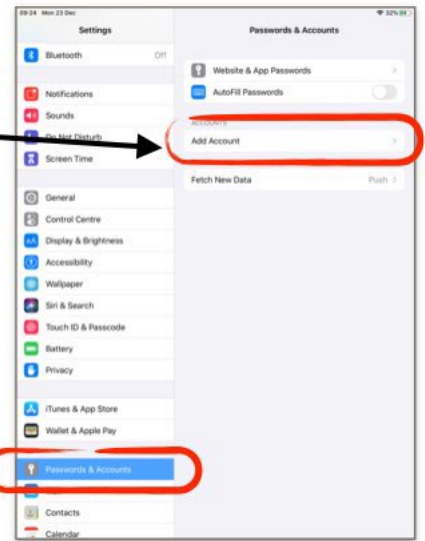 09:24 Mon 23 Dec
32%
Settings
Passwords & Accounts
Bluetooth
Off
Website & App Passwords
AutoFill Passwords
Notifications
Sounds
ACCOUNTS
Do Not Disturb
Add Account
Screen Time
Fetch New Data
Push
General
Control Centre
Display & Brightness
Accessibility
Wallpaper
Siri & Search
Touch ID & Passcode
Battery
Privacy
iTunes & App Store
Wallet & Apple Pay
Passwords & Accounts
Contacts
Calendar